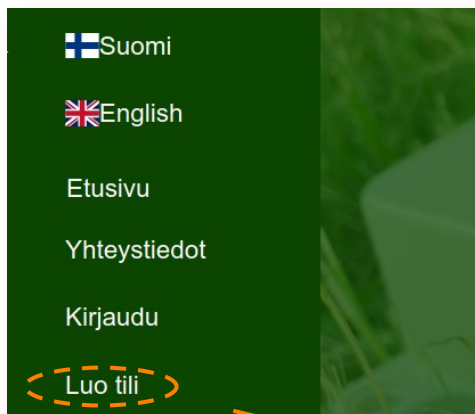 Suomi
English
Etusivu
Yhteystiedot
Kirjaudu
Luo tili